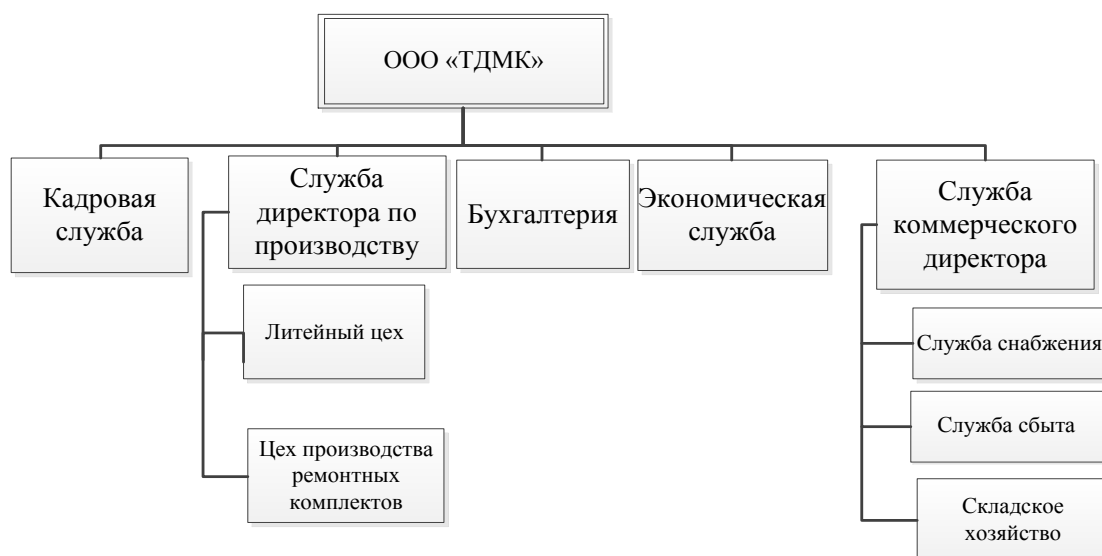 ООО «ТДМК»
Кадровая
служба
Служба
директора по
производству
Бухгалтерия
Экономическая
служба
Служба
коммерческого
директора
Литейный цех
Цех производства
ремонтных
комплектов
Служба снабжения
Служба сбыта
Складское
хозяйство